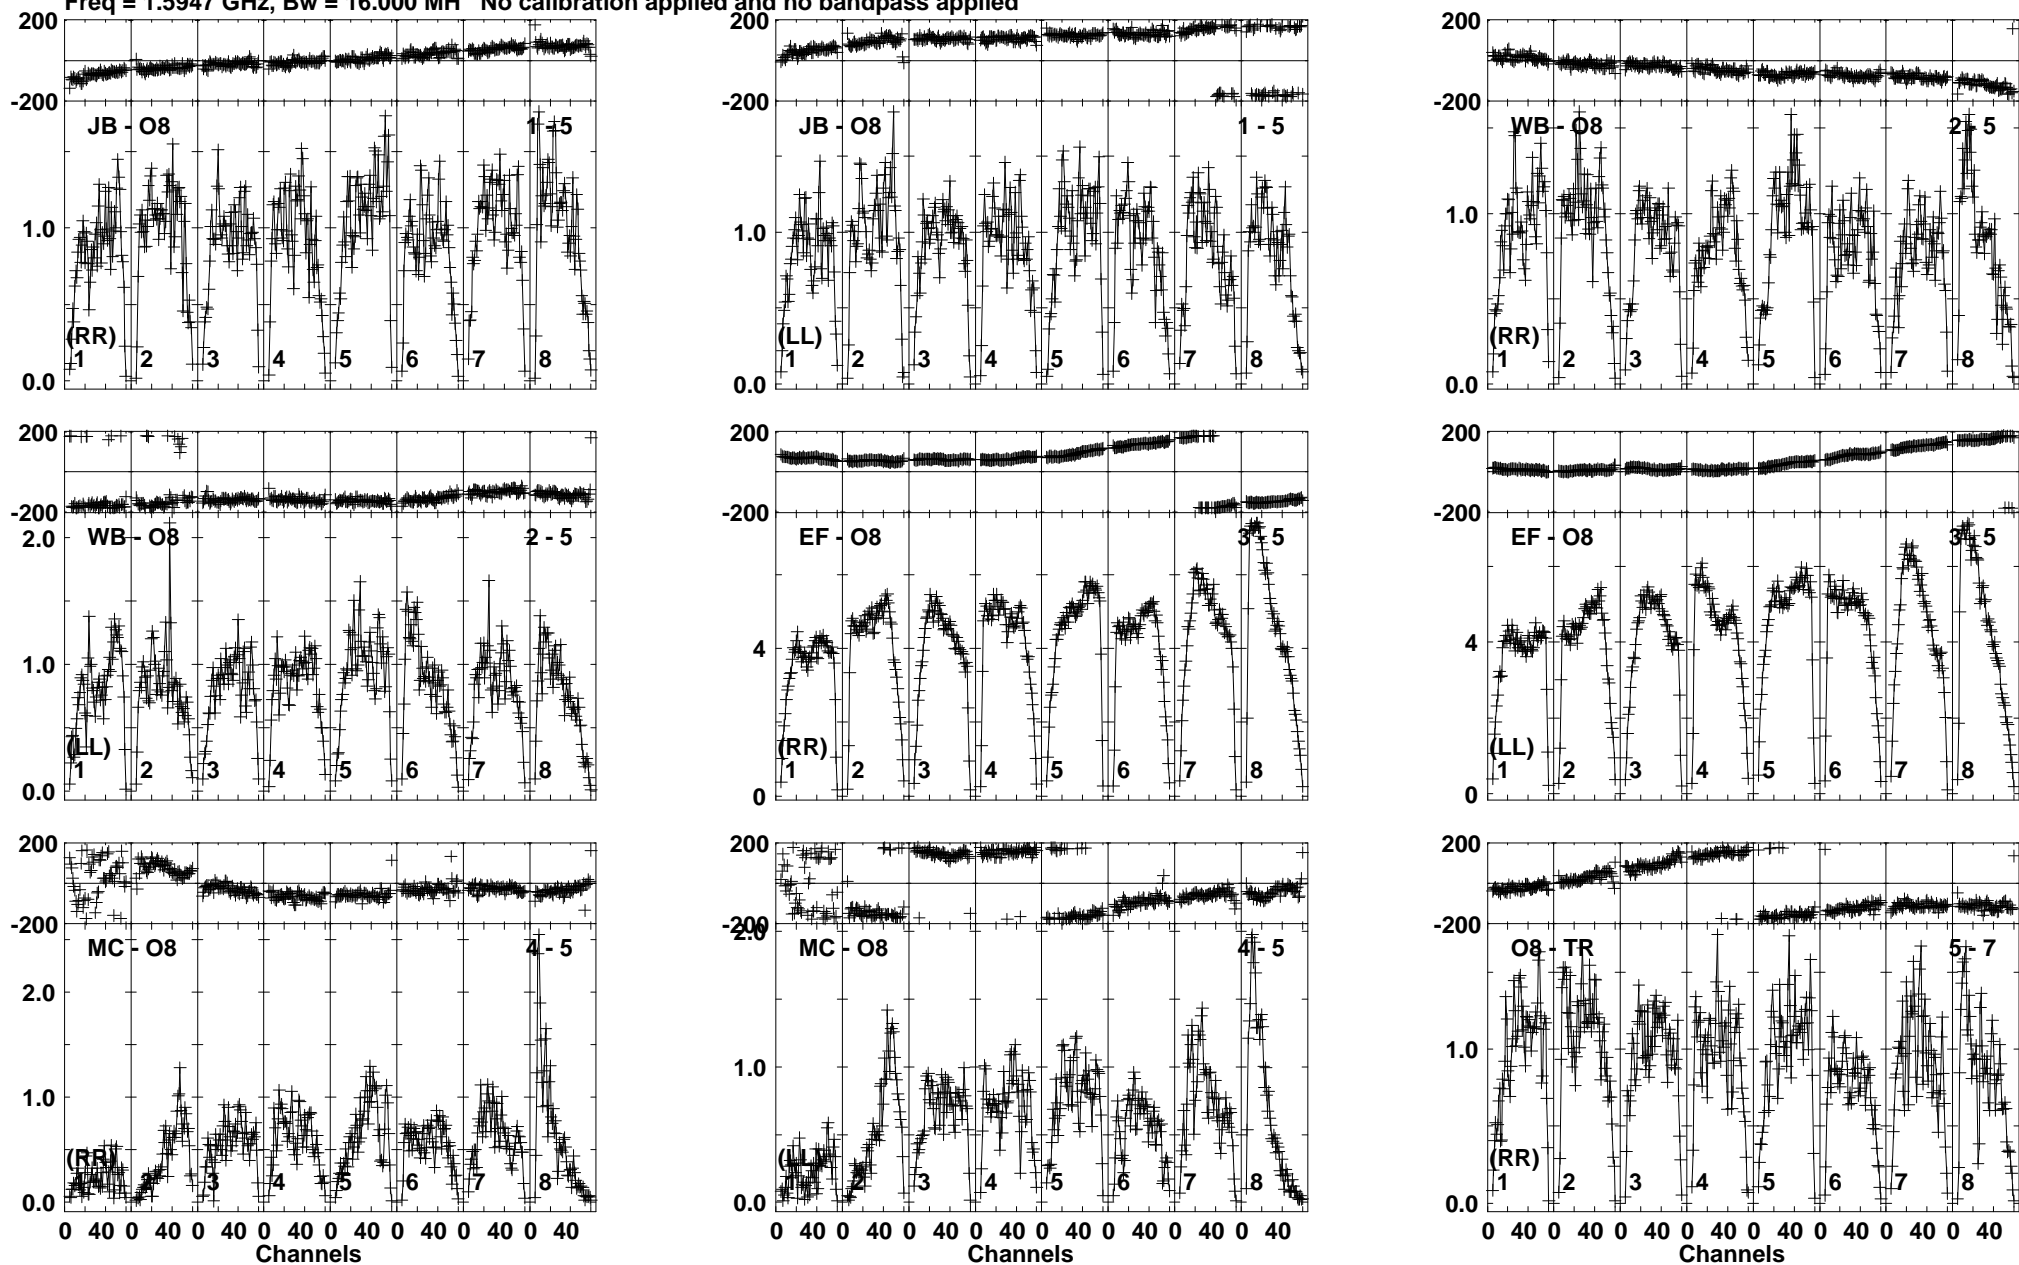 Freq = 1.5947 GHz, Bw = 16.000 MH No calibration applied and no bandpass applied
200 200 200
-200 -200 -200
JB - O8 1 - 5 JB - O8 1 - 5 WB - O8 2 - 5
1.0 1.0 1.0
(RR) (LL) (RR)
1 2 3 4 5 6 7 8 1 2 3 4 5 6 7 8 1 2 3 4 5 6 7 8
0.0 0.0 0.0
200 200 200
-200 -200 -200
2.0 WB - O8 2 - 5 EF - O8 3 - 5 EF - O8 3 - 5
1.0 4 4
(LL) (RR) (LL)
1 2 3 4 5 6 7 8 1 2 3 4 5 6 7 8 1 2 3 4 5 6 7 8
0.0 0 0
200 200 200
-200 -200 -200
2.0
MC - O8 4 - 5 MC - O8 4 - 5 O8 - TR 5 - 7
2.0
1.0 1.0 1.0
(RR) (LL) (RR)
1 2 3 4 5 6 7 8 1 2 3 4 5 6 7 8 1 2 3 4 5 6 7 8
0.0 0.0 0.0
0 40 0 40 0 40 0 40 0 40 0 40 0 40 0 40 0 40 0 40 0 40 0 40 0 40 0 40 0 40 0 40 0 40 0 40 0 40 0 40 0 40 0 40 0 40 0 40
Channels Channels Channels